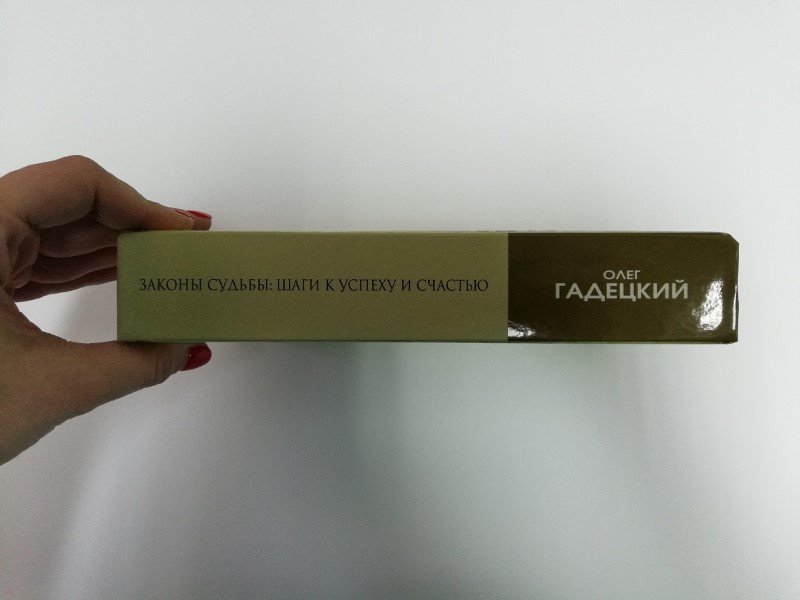 ЗАКОНЫ СУДЬБЫ: ШАГИ К УСПЕХУ И СЧАСТЬЮ
ОЛЕГ
ГАДЕЦКИЙ